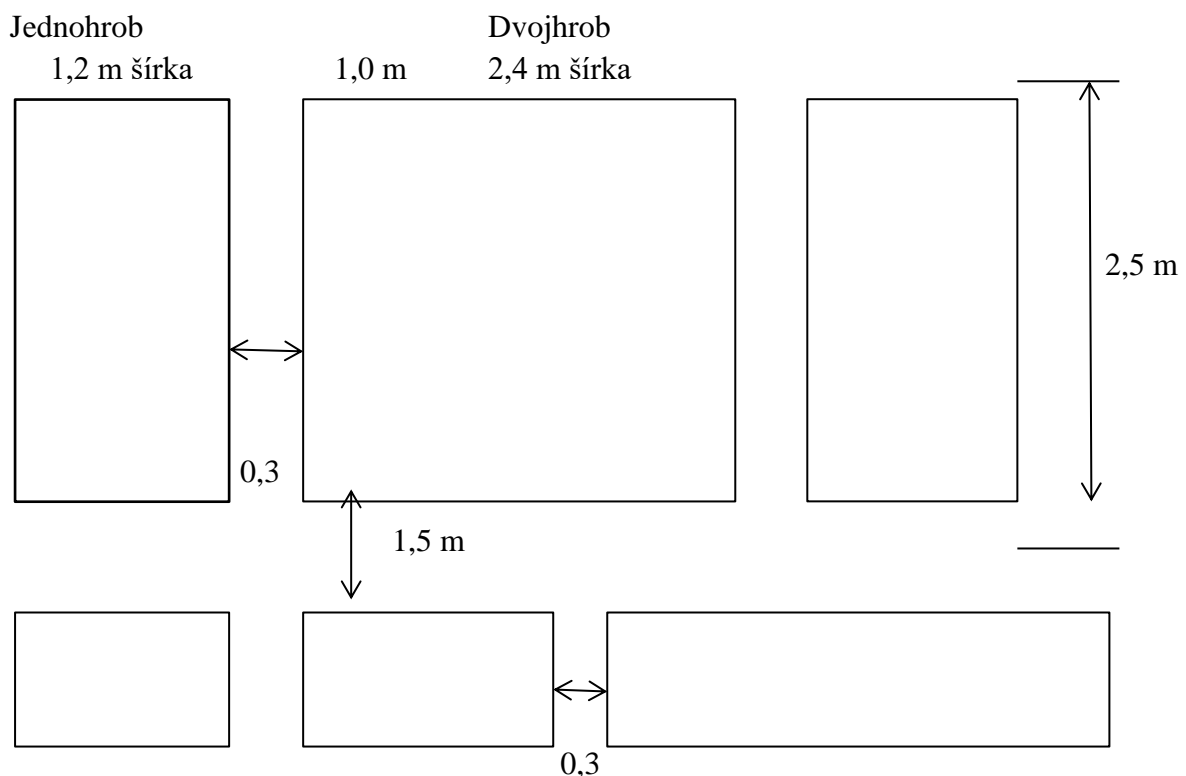 Jednohrob Dvojhrob
1,2 m šírka 1,0 m 2,4 m šírka
2,5 m
0,3
1,5 m
0,3